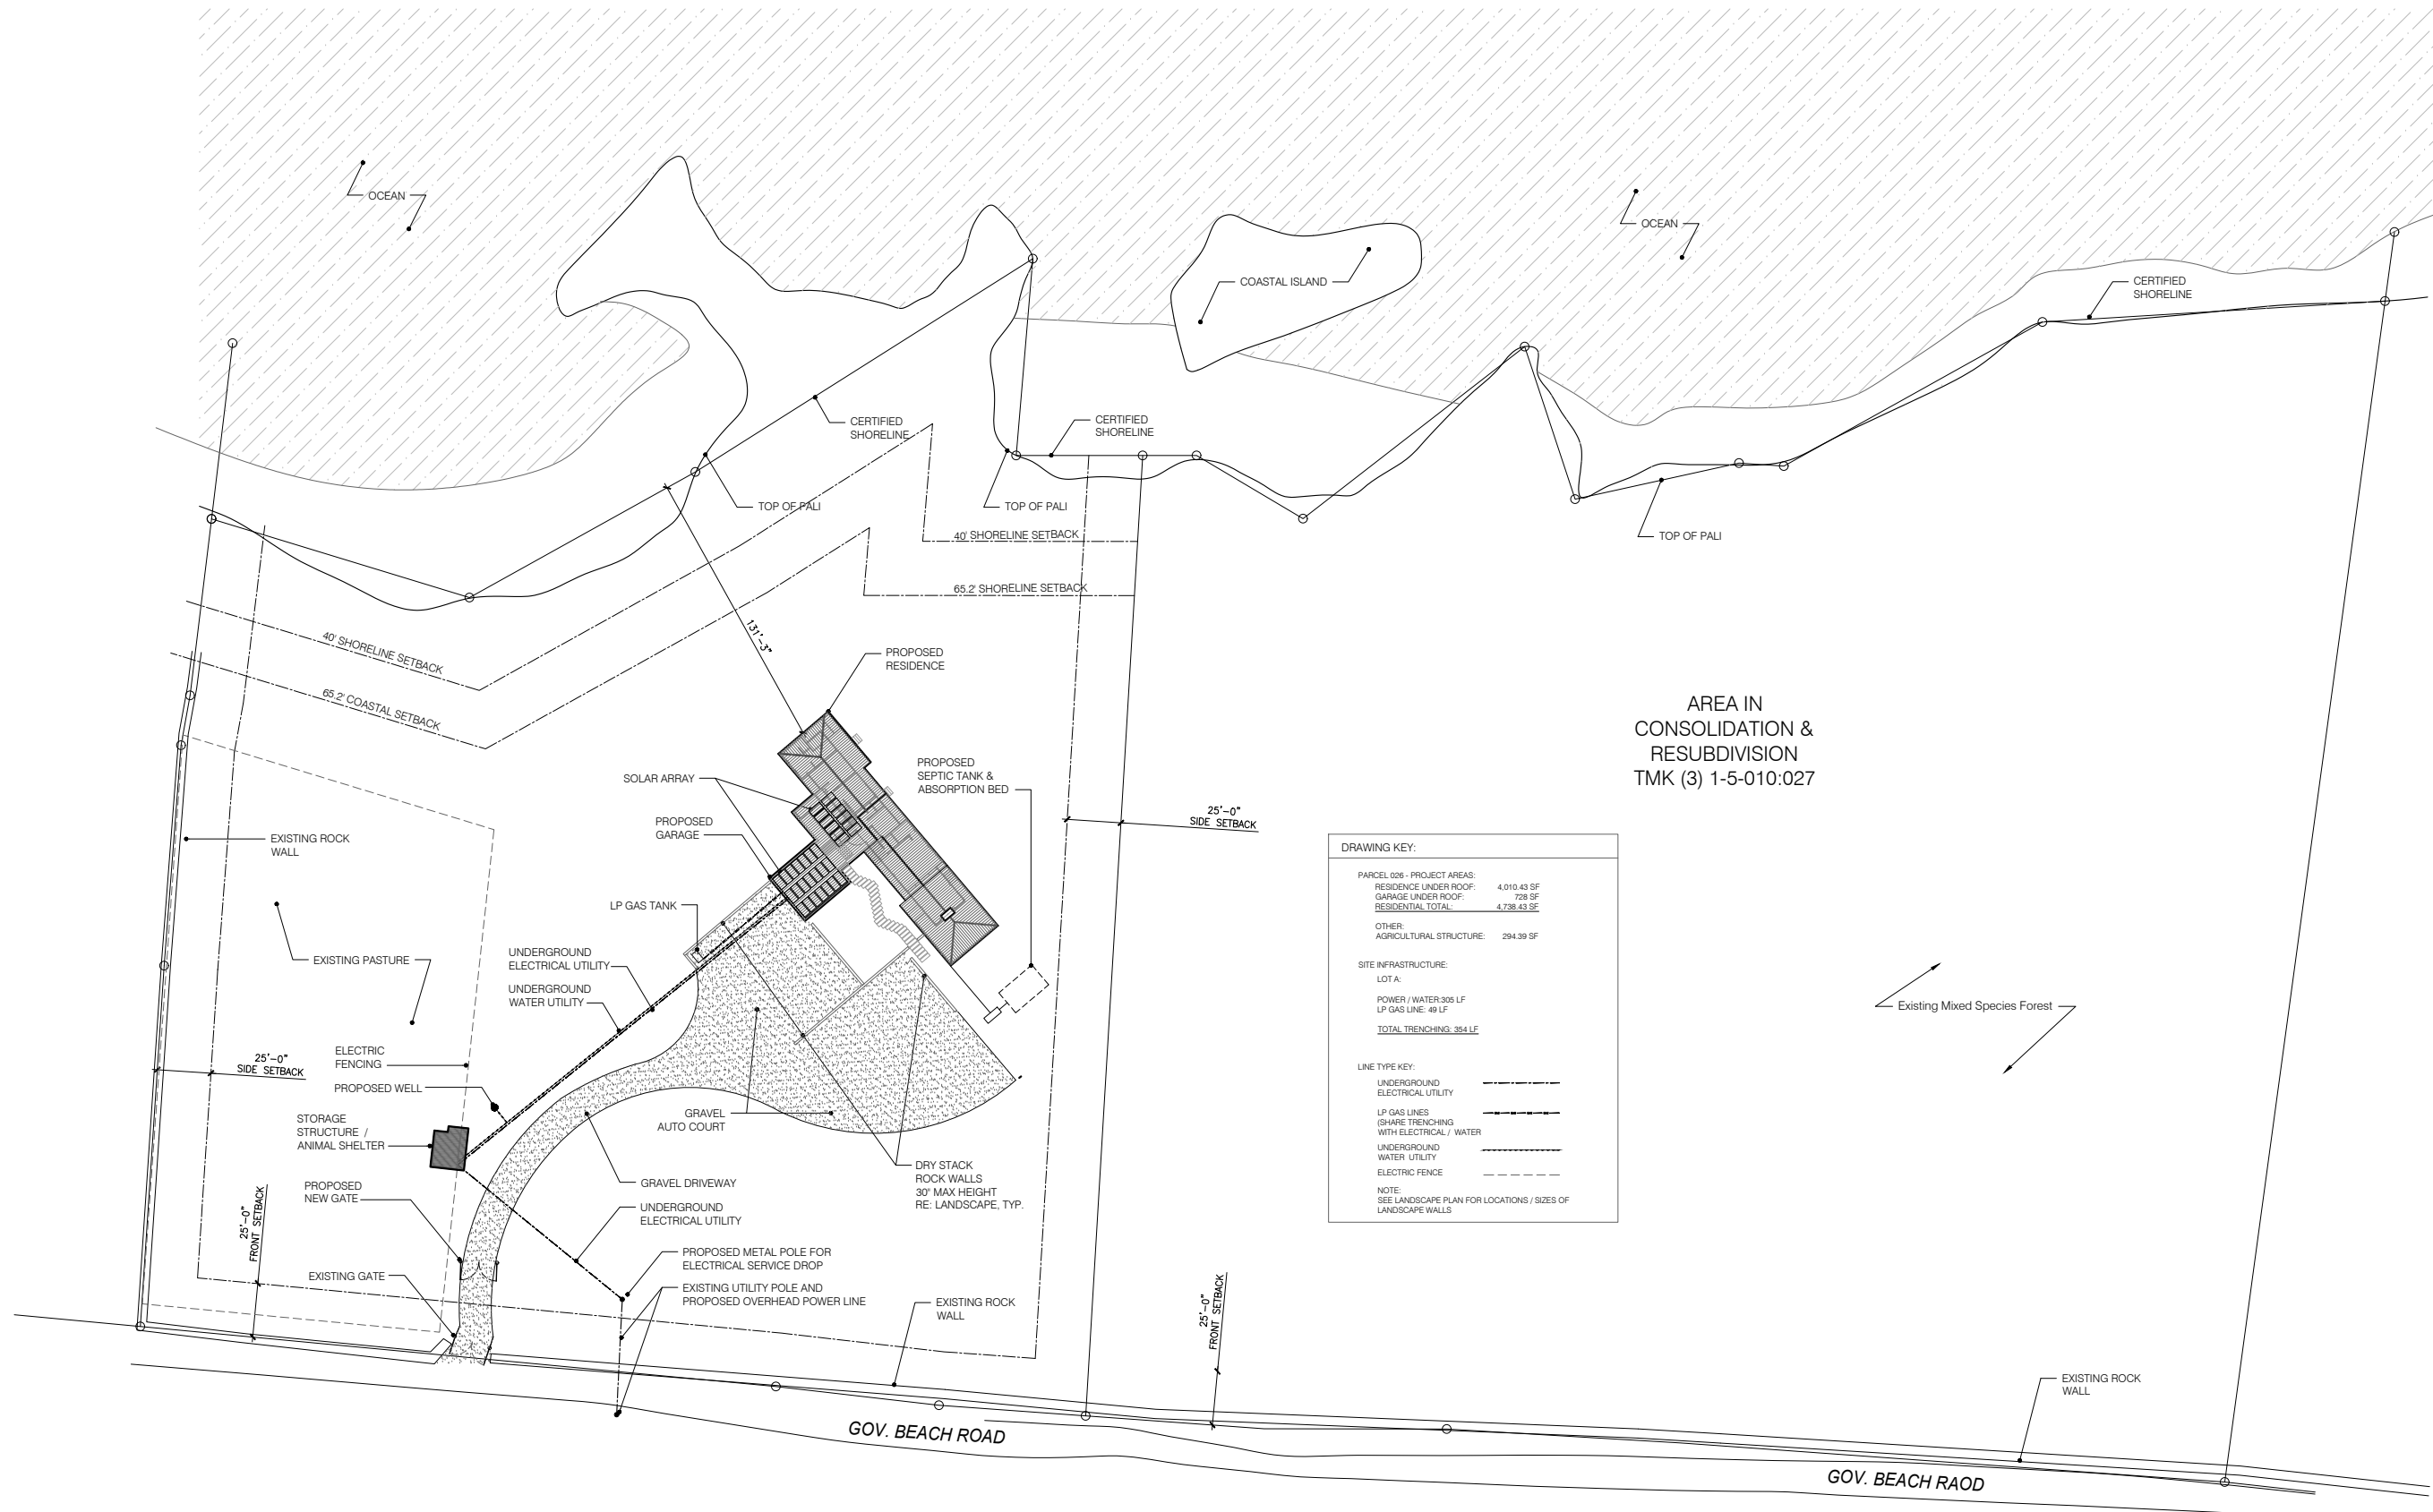 OCEAN
OCEAN
COASTAL ISLAND
CERTIFIED
SHORELINE
CERTIFIED
SHORELINE
CERTIFIED
SHORELINE
TOP OF PALI
TOP OF PALI
TOP OF PALI
40' SHORELINE SETBACK
65.2' SHORELINE SETBACK
40' SHORELINE SETBACK
65.2' COASTAL SETBACK
131'-3"
PROPOSED
RESIDENCE
SOLAR ARRAY
PROPOSED
SEPTIC TANK &
ABSORPTION BED
PROPOSED
GARAGE
EXISTING ROCK
WALL
LP GAS TANK
EXISTING PASTURE
UNDERGROUND
ELECTRICAL UTILITY
UNDERGROUND
WATER UTILITY
25'-0"
SIDE SETBACK
25'-0"
SIDE SETBACK
ELECTRIC
FENCING
PROPOSED WELL
STORAGE
STRUCTURE /
ANIMAL SHELTER
GRAVEL
AUTO COURT
PROPOSED
NEW GATE
GRAVEL DRIVEWAY
DRY STACK
ROCK WALLS
30" MAX HEIGHT
RE: LANDSCAPE, TYP.
UNDERGROUND
ELECTRICAL UTILITY
25'-0"
FRONT SETBACK
EXISTING GATE
PROPOSED METAL POLE FOR
ELECTRICAL SERVICE DROP
EXISTING UTILITY POLE AND
PROPOSED OVERHEAD POWER LINE
EXISTING ROCK
WALL
25'-0"
FRONT SETBACK
GOV. BEACH ROAD
AREA IN
CONSOLIDATION &
RESUBDIVISION
TMK (3) 1-5-010:027
DRAWING KEY:
PARCEL 026 - PROJECT AREAS:
RESIDENCE UNDER ROOF: 4,010.43 SF
GARAGE UNDER ROOF: 728 SF
RESIDENTIAL TOTAL: 4,738.43 SF
OTHER:
AGRICULTURAL STRUCTURE: 294.39 SF
SITE INFRASTRUCTURE:
LOT A:
POWER / WATER:305 LF
LP GAS LINE: 49 LF
TOTAL TRENCHING: 354 LF
LINE TYPE KEY:
UNDERGROUND
ELECTRICAL UTILITY
LP GAS LINES
(SHARE TRENCHING
WITH ELECTRICAL / WATER
UNDERGROUND
WATER UTILITY
ELECTRIC FENCE
NOTE:
SEE LANDSCAPE PLAN FOR LOCATIONS / SIZES OF
LANDSCAPE WALLS
Existing Mixed Species Forest
EXISTING ROCK
WALL
GOV. BEACH RAOD